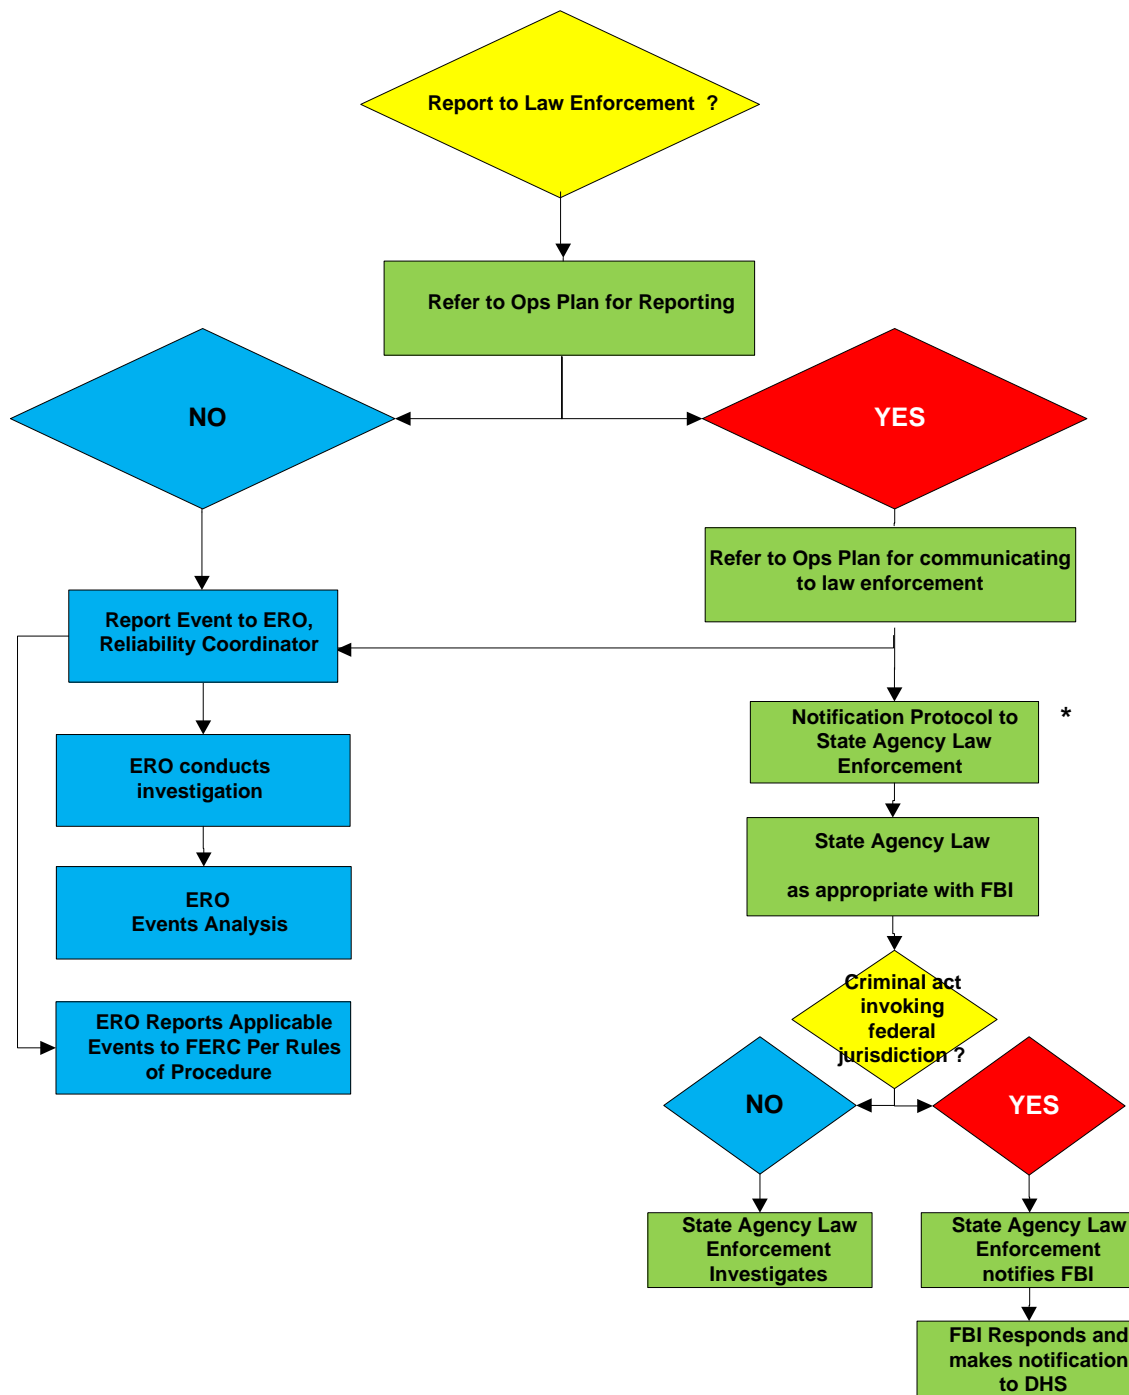 Report to Law Enforcement ?
Refer to Ops Plan for Reporting
NO
YES
Refer to Ops Plan for communicating
to law enforcement
Report Event to ERO,
Reliability Coordinator
Notification Protocol to
State Agency Law
Enforcement
*
ERO conducts
investigation
State Agency Law
as appropriate with FBI
ERO
Events Analysis
Criminal act
invoking
federal
jurisdiction ?
ERO Reports Applicable
Events to FERC Per Rules
of Procedure
NO
YES
State Agency Law
Enforcement
Investigates
State Agency Law
Enforcement
notifies FBI
FBI Responds and
makes notification
to DHS